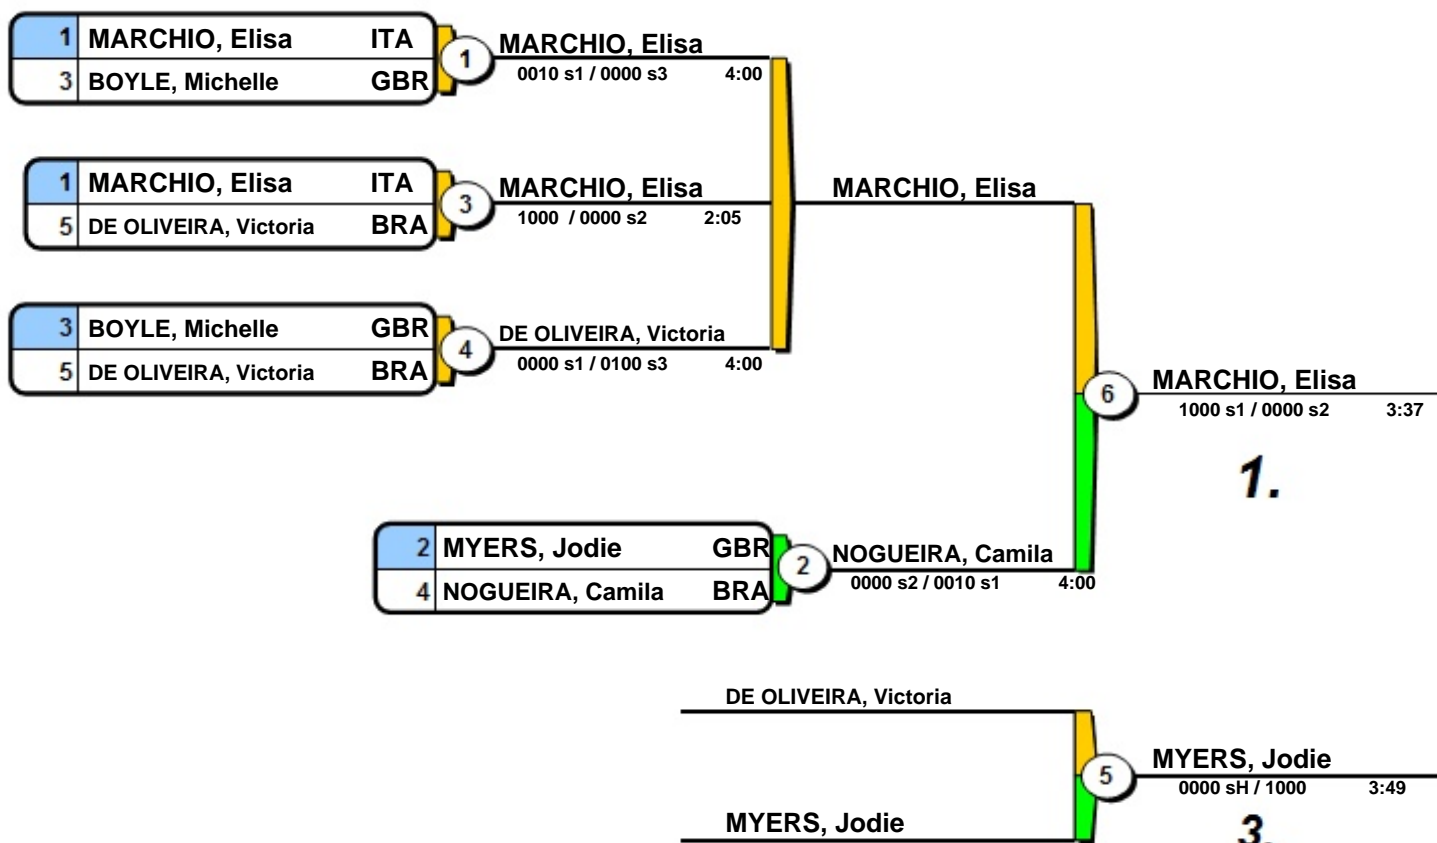 1 MARCHIO, Elisa ITA
3 BOYLE, Michelle GBR
1
MARCHIO, Elisa
0010 s1 / 0000 s3 4:00
1 MARCHIO, Elisa ITA
5 DE OLIVEIRA, Victoria BRA
3
MARCHIO, Elisa
1000 / 0000 s2 2:05
MARCHIO, Elisa
3 BOYLE, Michelle GBR
5 DE OLIVEIRA, Victoria BRA
4
DE OLIVEIRA, Victoria
0000 s1 / 0100 s3 4:00
6
MARCHIO, Elisa
1000 s1 / 0000 s2 3:37
1.
2 MYERS, Jodie GBR
4 NOGUEIRA, Camila BRA
2
NOGUEIRA, Camila
0000 s2 / 0010 s1 4:00
DE OLIVEIRA, Victoria
5
MYERS, Jodie
0000 sH / 1000 3:49
MYERS, Jodie
3.